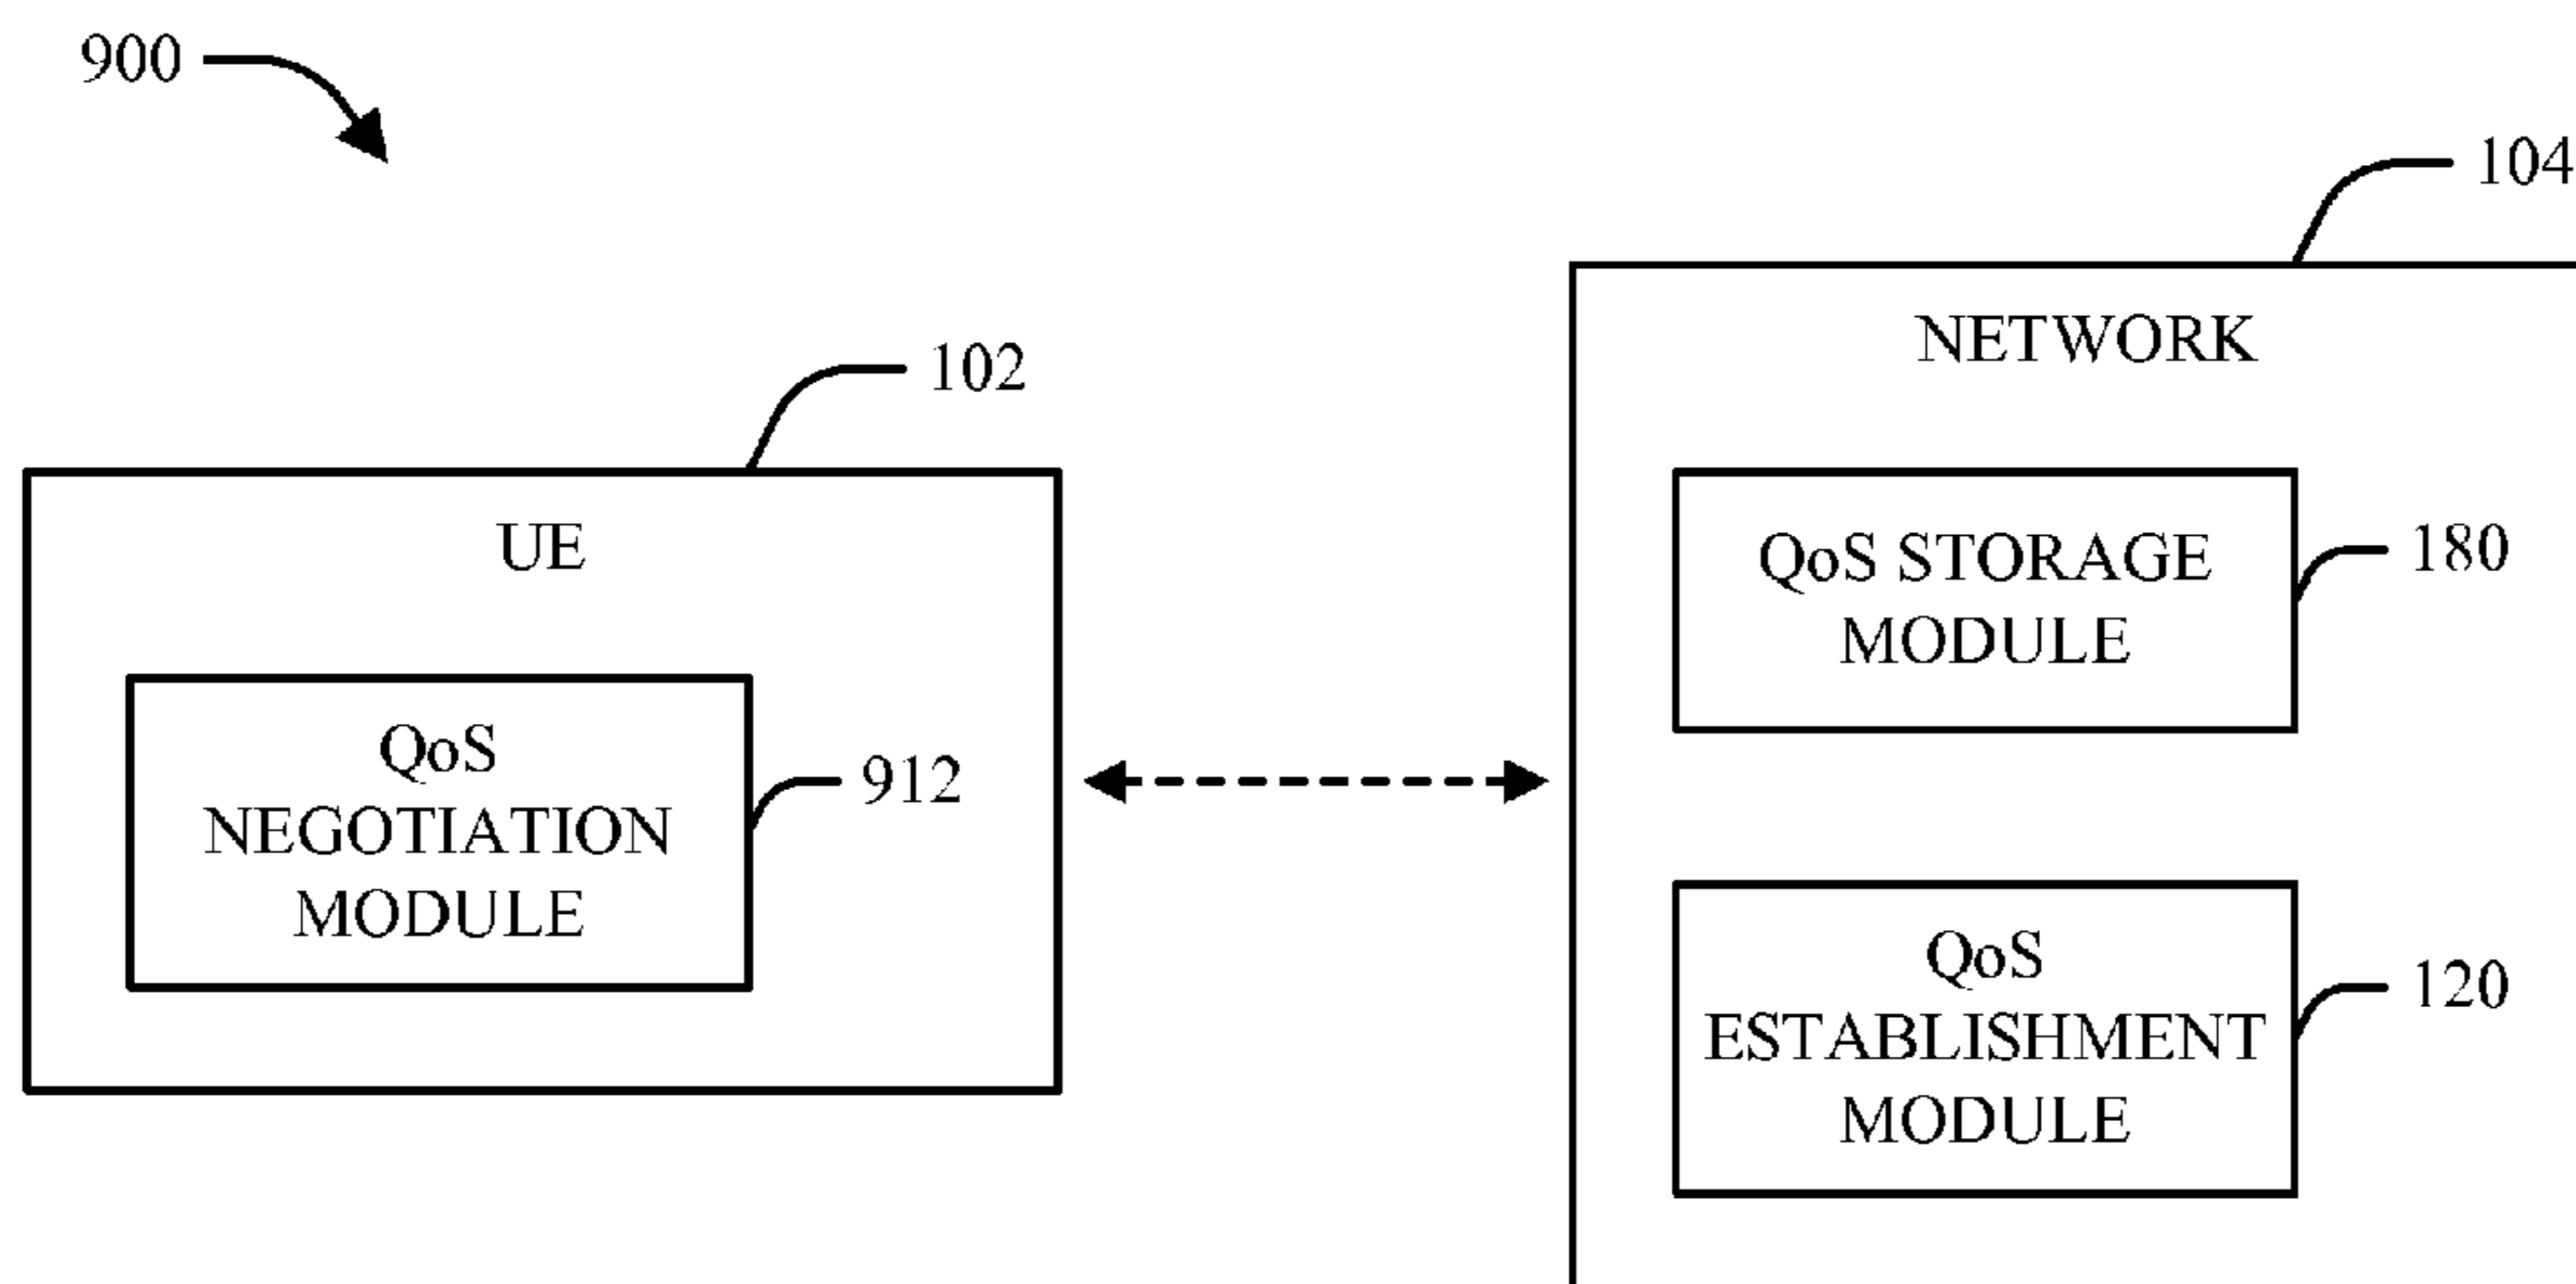 900
104
NETWORK
102
UE
QoS STORAGE
MODULE
180
QoS
NEGOTIATION
MODULE
912
QoS
ESTABLISHMENT
MODULE
120